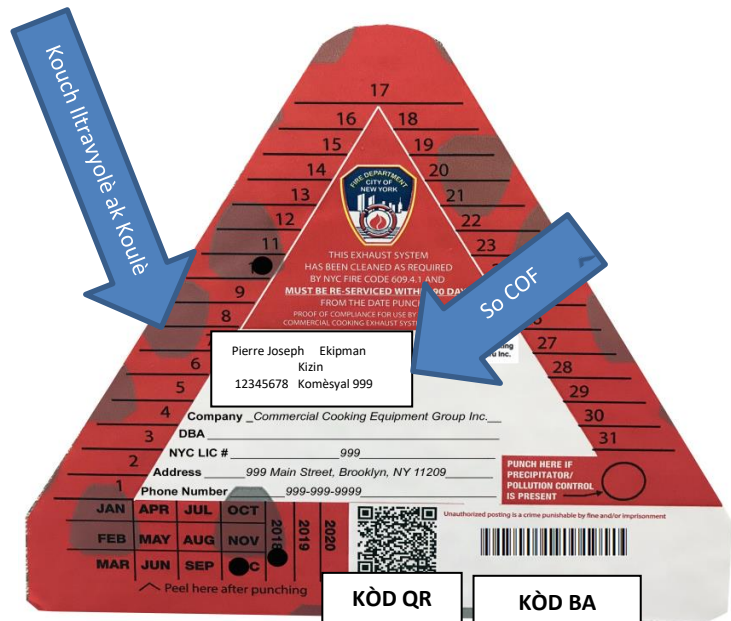 Kouch Iltravyolè ak Koulè
17
16 18
15 19
14 20
13 21
12 22
11 23
9
8
6 27
5 28
4 29
3 30
2 31
1
FIRE DEPARTMENT
CITY OF
NEW YORK
THIS EXHAUST SYSTEM
HAS BEEN CLEANED AS REQUIRED
BY NYC FIRE CODE 609.4.1 AND
MUST BE RE-SERVICED WITHIN 90
FROM THE DATE
PROOF OF COMPLIANCE FOR USE
COMMERCIAL COOKING EXHAUST
So COF
Pierre Joseph Ekipman
Kizin
12345678 Komèsyal 999
Inc.
Company Commercial Cooking Equipment Group Inc.
DBA
NYC LIC # 999
Address 999 Main Street, Brooklyn, NY 11209
Phone Number 999-999-9999
PUNCH HERE IF
PRECIPITATOR/
POLLUTION CONTROL
IS PRESENT
JAN APR JUL OCT
FEB MAY AUG NOV
MAR JUN SEP
2018
2019
2020
Peel here after punching
Unauthorized posting is a crime punishable by fine and/or imprisonment
KÒD QR
KÒD BA